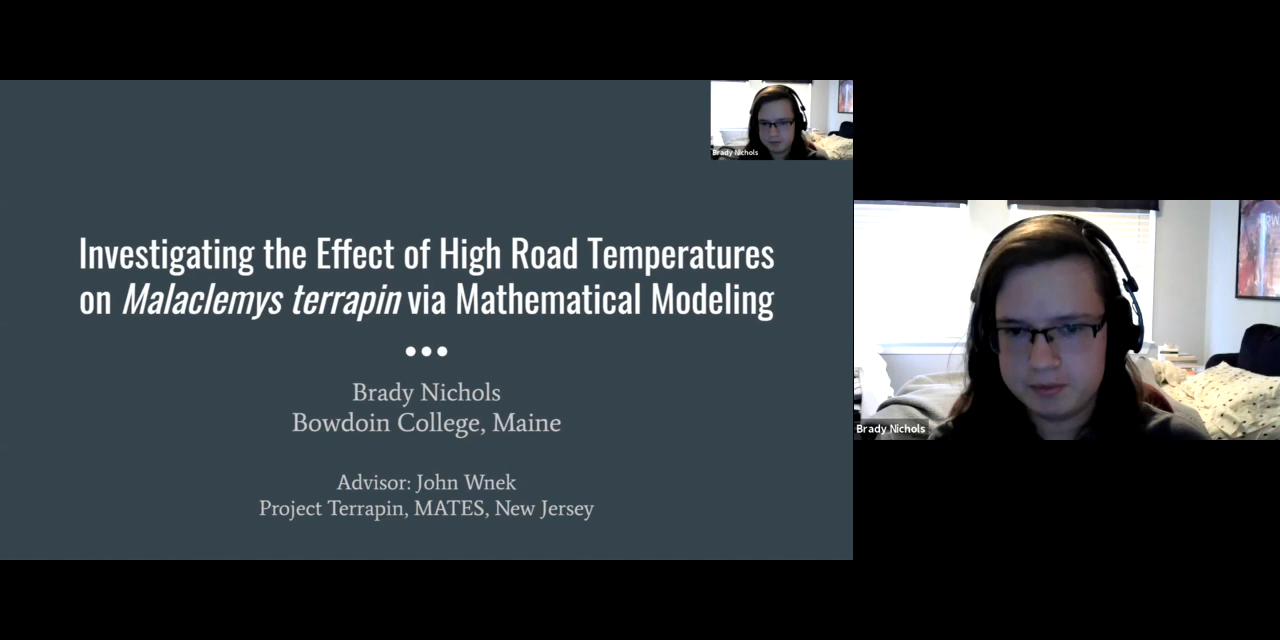 Brady Nichols
Investigating the Effect of High Road Temperatures
on Malaclemys terrapin via Mathematical Modeling
Brady Nichols
Bowdoin College, Maine
Advisor: John Wnek
Project Terrapin, MATES, New Jersey
Brady Nichols